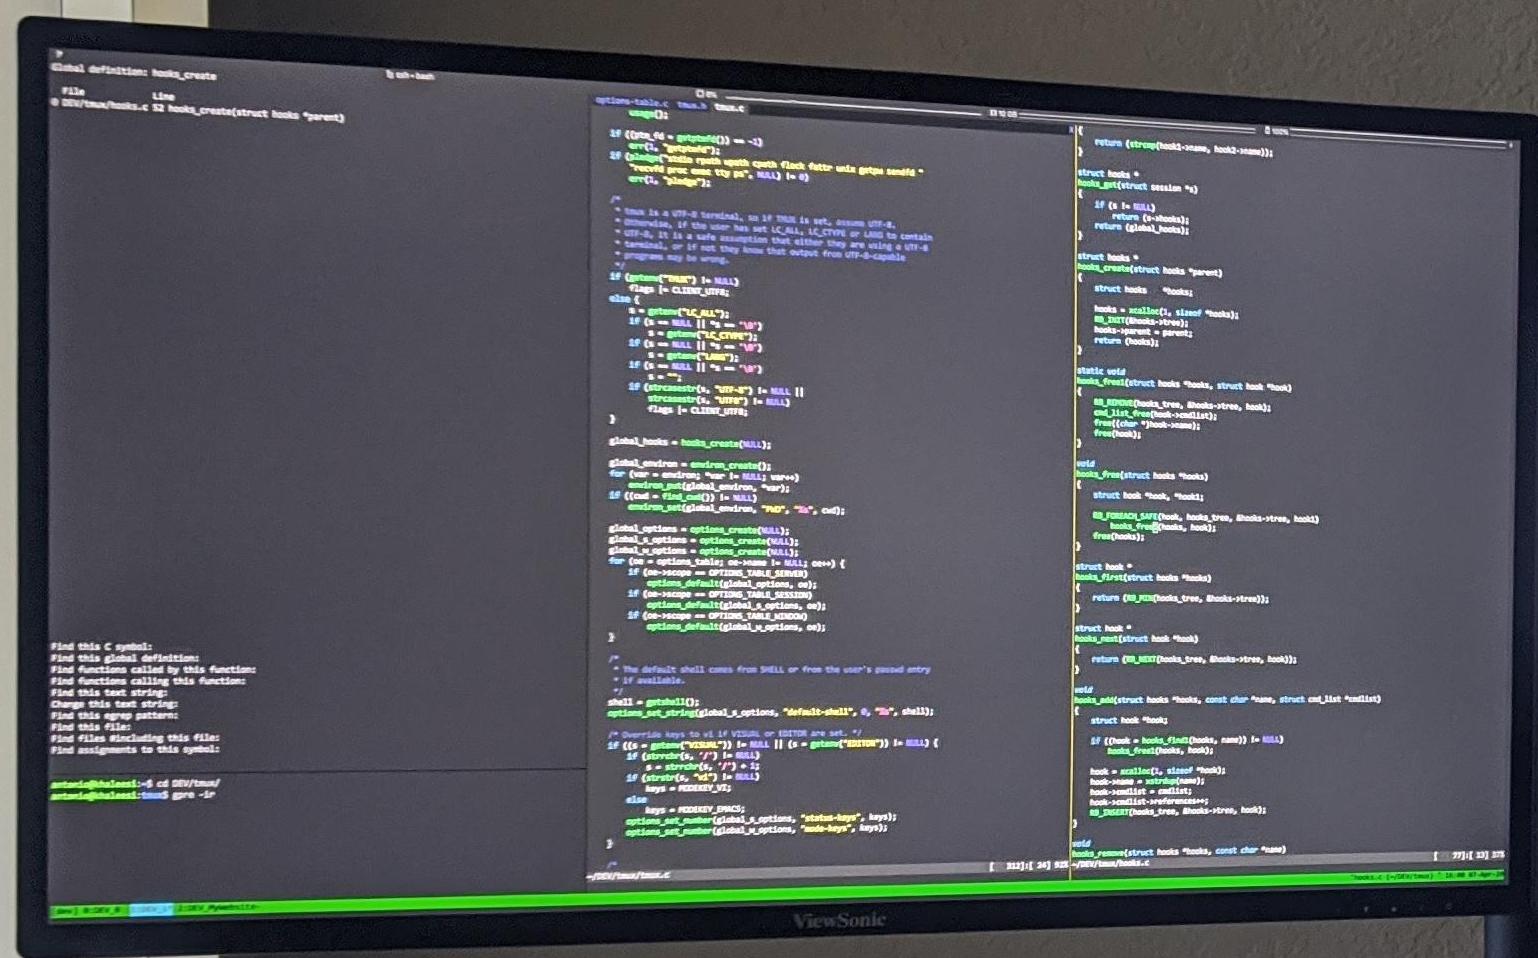 Global definition: hooks_create
ssh-bash
File Line
0 DEV/tmux/hooks.c 52 hooks_create(struct hooks *parent)
Find this C symbol:
Find this global definition:
Find functions called by this function:
Find functions calling this function:
Find this text string:
Change this text string:
Find this egrep pattern:
Find this file:
Find files #including this file:
Find assignments to this symbol:
antonio@khaleesi:~$ cd DEV/tmux/
antonio@khaleesi:tmux$ gpre -ir
options-table.c tmux.h tmux.c
usage();
if ((ptm_fd = getptmfd()) == -1)
err(1, "getptmfd");
if (pledge("stdio rpath wpath cpath flock fattr unix getpw sendfd "
"recvfd proc exec tty ps", NULL) != 0)
err(1, "pledge");
/*
* tmux is a UTF-8 terminal, so if TMUX is set, assume UTF-8.
* Otherwise, if the user has set LC_ALL, LC_CTYPE or LANG to contain
* UTF-8, it is a safe assumption that either they are using a UTF-8
* terminal, or if not they know that output from UTF-8-capable
* programs may be wrong.
*/
if (getenv("TMUX") != NULL)
flags |= CLIENT_UTF8;
else {
s = getenv("LC_ALL");
if (s == NULL || *s == '\0')
s = getenv("LC_CTYPE");
if (s == NULL || *s == '\0')
s = getenv("LANG");
if (s == NULL || *s == '\0')
s = "";
if (strcasestr(s, "UTF-8") != NULL ||
strcasestr(s, "UTF8") != NULL)
flags |= CLIENT_UTF8;
}
global_hooks = hooks_create(NULL);
global_environ = environ_create();
for (var = environ; *var != NULL; var++)
environ_put(global_environ, *var);
if ((cwd = find_cwd()) != NULL)
environ_set(global_environ, "PWD", "%s", cwd);
global_options = options_create(NULL);
global_s_options = options_create(NULL);
global_w_options = options_create(NULL);
for (oe = options_table; oe->name != NULL; oe++) {
if (oe->scope == OPTIONS_TABLE_SERVER)
options_default(global_options, oe);
if (oe->scope == OPTIONS_TABLE_SESSION)
options_default(global_s_options, oe);
if (oe->scope == OPTIONS_TABLE_WINDOW)
options_default(global_w_options, oe);
}
/*
* The default shell comes from SHELL or from the user's passwd entry
* if available.
*/
shell = getshell();
options_set_string(global_s_options, "default-shell", 0, "%s", shell);
/* Override keys to vi if VISUAL or EDITOR are set. */
if ((s = getenv("VISUAL")) != NULL || (s = getenv("EDITOR")) != NULL) {
if (strrchr(s, '/') != NULL)
s = strrchr(s, '/') + 1;
if (strstr(s, "vi") != NULL)
keys = MODEKEY_VI;
else
keys = MODEKEY_EMACS;
options_set_number(global_s_options, "status-keys", keys);
options_set_number(global_w_options, "mode-keys", keys);
}
/*
~/DEV/tmux/tmux.c [ 312]:[ 24] 92%
{
return (strcmp(hook1->name, hook2->name));
}
struct hooks *
hooks_get(struct session *s)
{
if (s != NULL)
return (s->hooks);
return (global_hooks);
}
struct hooks *
hooks_create(struct hooks *parent)
{
struct hooks *hooks;
hooks = xcalloc(1, sizeof *hooks);
RB_INIT(&hooks->tree);
hooks->parent = parent;
return (hooks);
}
static void
hooks_free1(struct hooks *hooks, struct hook *hook)
{
RB_REMOVE(hooks_tree, &hooks->tree, hook);
cmd_list_free(hook->cmdlist);
free((char *)hook->name);
free(hook);
}
void
hooks_free(struct hooks *hooks)
{
struct hook *hook, *hook1;
RB_FOREACH_SAFE(hook, hooks_tree, &hooks->tree, hook1)
hooks_free1(hooks, hook);
free(hooks);
}
struct hook *
hooks_first(struct hooks *hooks)
{
return (RB_MIN(hooks_tree, &hooks->tree));
}
struct hook *
hooks_next(struct hook *hook)
{
return (RB_NEXT(hooks_tree, &hooks->tree, hook));
}
void
hooks_add(struct hooks *hooks, const char *name, struct cmd_list *cmdlist)
{
struct hook *hook;
if ((hook = hooks_find1(hooks, name)) != NULL)
hooks_free1(hooks, hook);
hook = xcalloc(1, sizeof *hook);
hook->name = xstrdup(name);
hook->cmdlist = cmdlist;
hook->cmdlist->references++;
RB_INSERT(hooks_tree, &hooks->tree, hook);
}
void
hooks_remove(struct hooks *hooks, const char *name)
~/DEV/tmux/hooks.c [ 77]:[ 13] 37%
ViewSonic